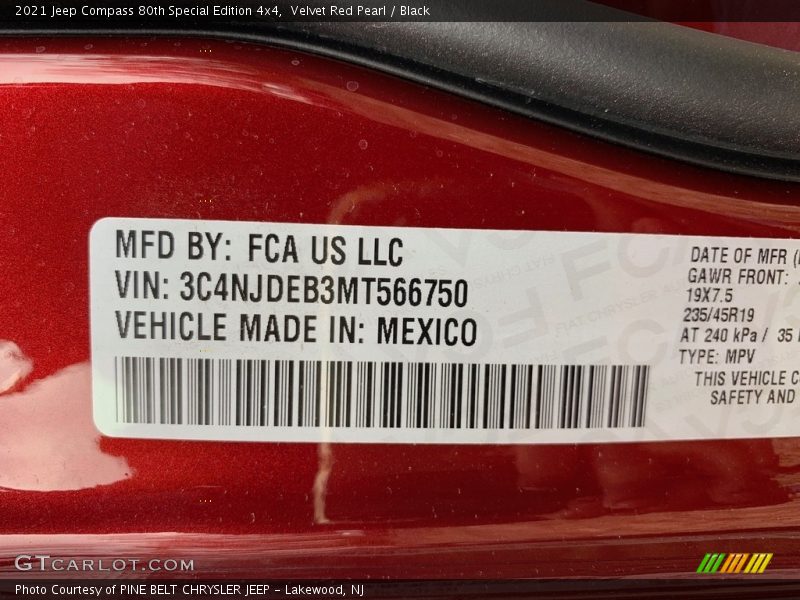 2021 Jeep Compass 80th Special Edition 4x4,  Velvet Red Pearl / Black
MFD BY: FCA US LLC
VIN: 3C4NJDEB3MT566750
VEHICLE MADE IN: MEXICO
DATE OF MFR
GAWR FRONT:
19X7.5
235/45R19
AT 240 kPa / 35
TYPE: MPV
THIS VEHICLE
SAFETY AND
GTCARLOT.COM
Photo Courtesy of PINE BELT CHRYSLER JEEP - Lakewood, NJ